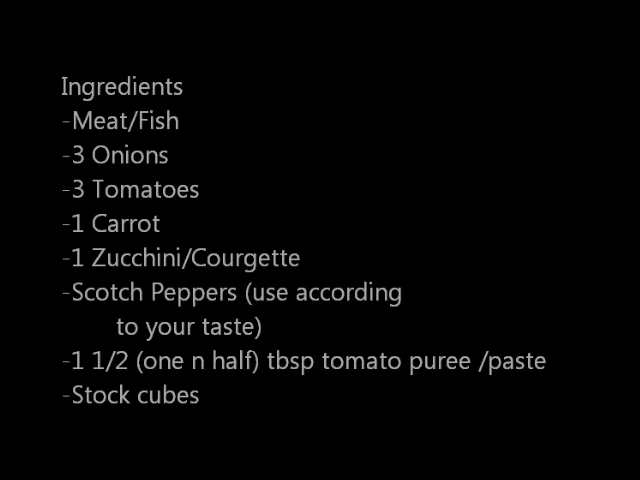 Ingredients
-Meat/Fish
-3 Onions
-3 Tomatoes
-1 Carrot
-1 Zucchini/Courgette
-Scotch Peppers (use according
to your taste)
-1 1/2 (one n half) tbsp tomato puree /paste
-Stock cubes